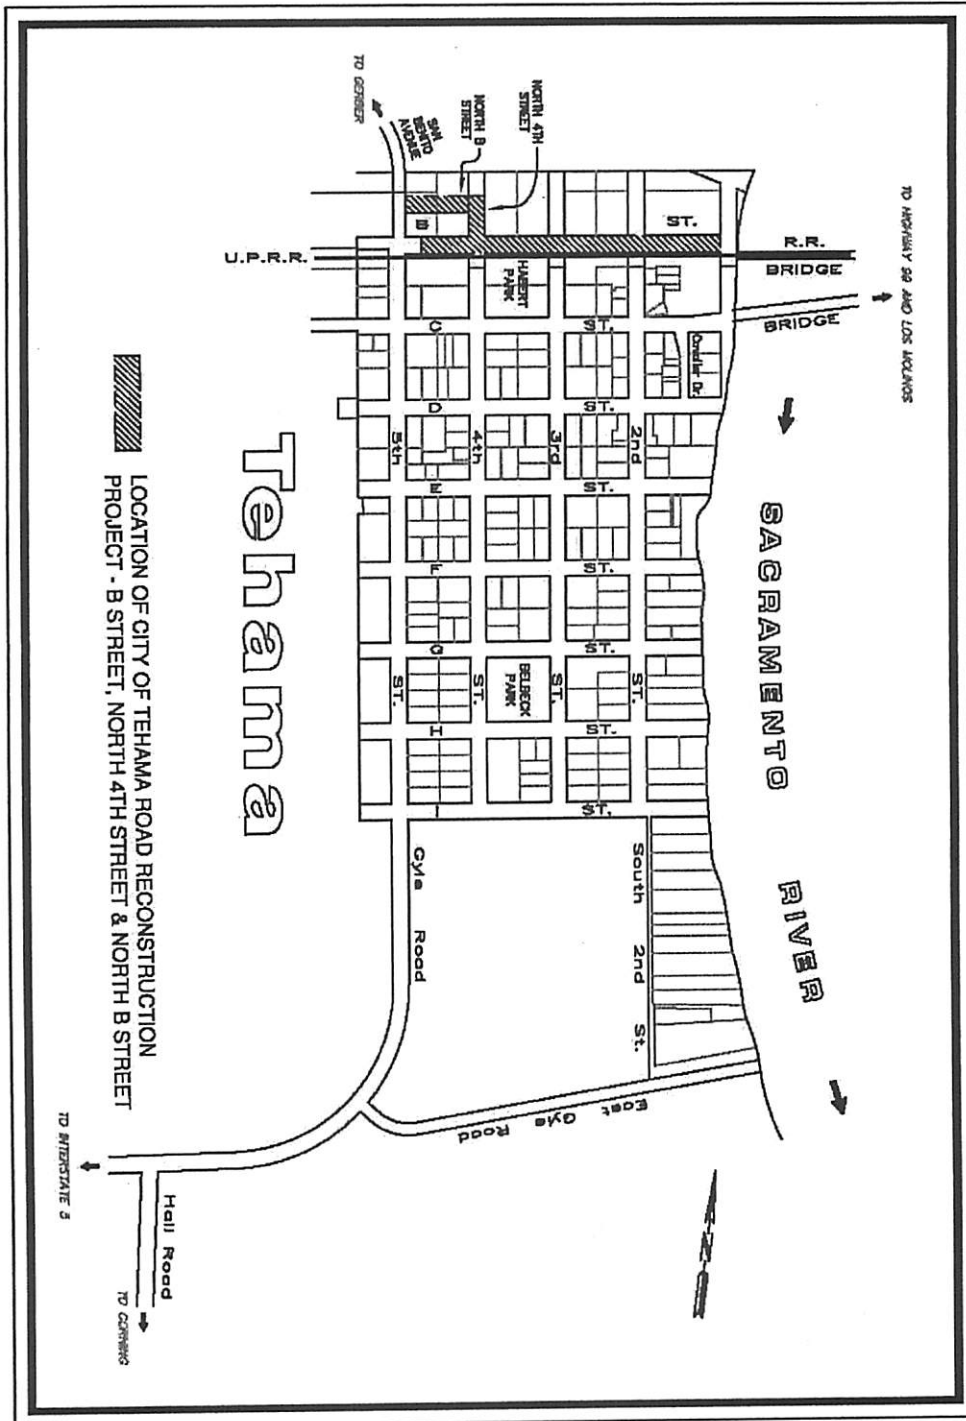 TO GERBER
SAN
BENITO
AVENUE
NORTH B
STREET
NORTH 4TH
STREET
TO HIGHWAY 99 AND LOS MOLINOS
B
ST.
U.P.R.R.
R.R.
BRIDGE
BRIDGE
HABERT
PARK
C
ST.
Conifer Dr.
D
ST.
5th
4th
3rd
2nd
E
ST.
F
ST.
G
ST.
ST.
ST.
ST.
ST.
BELBECK
PARK
H
ST.
I
ST.
SACRAMENTO
RIVER
Tehama
Gyle Road
South 2nd St.
East Gyle Road
Hall Road
TO INTERSTATE 5
TO CORNING
LOCATION OF CITY OF TEHAMA ROAD RECONSTRUCTION
PROJECT - B STREET, NORTH 4TH STREET & NORTH B STREET